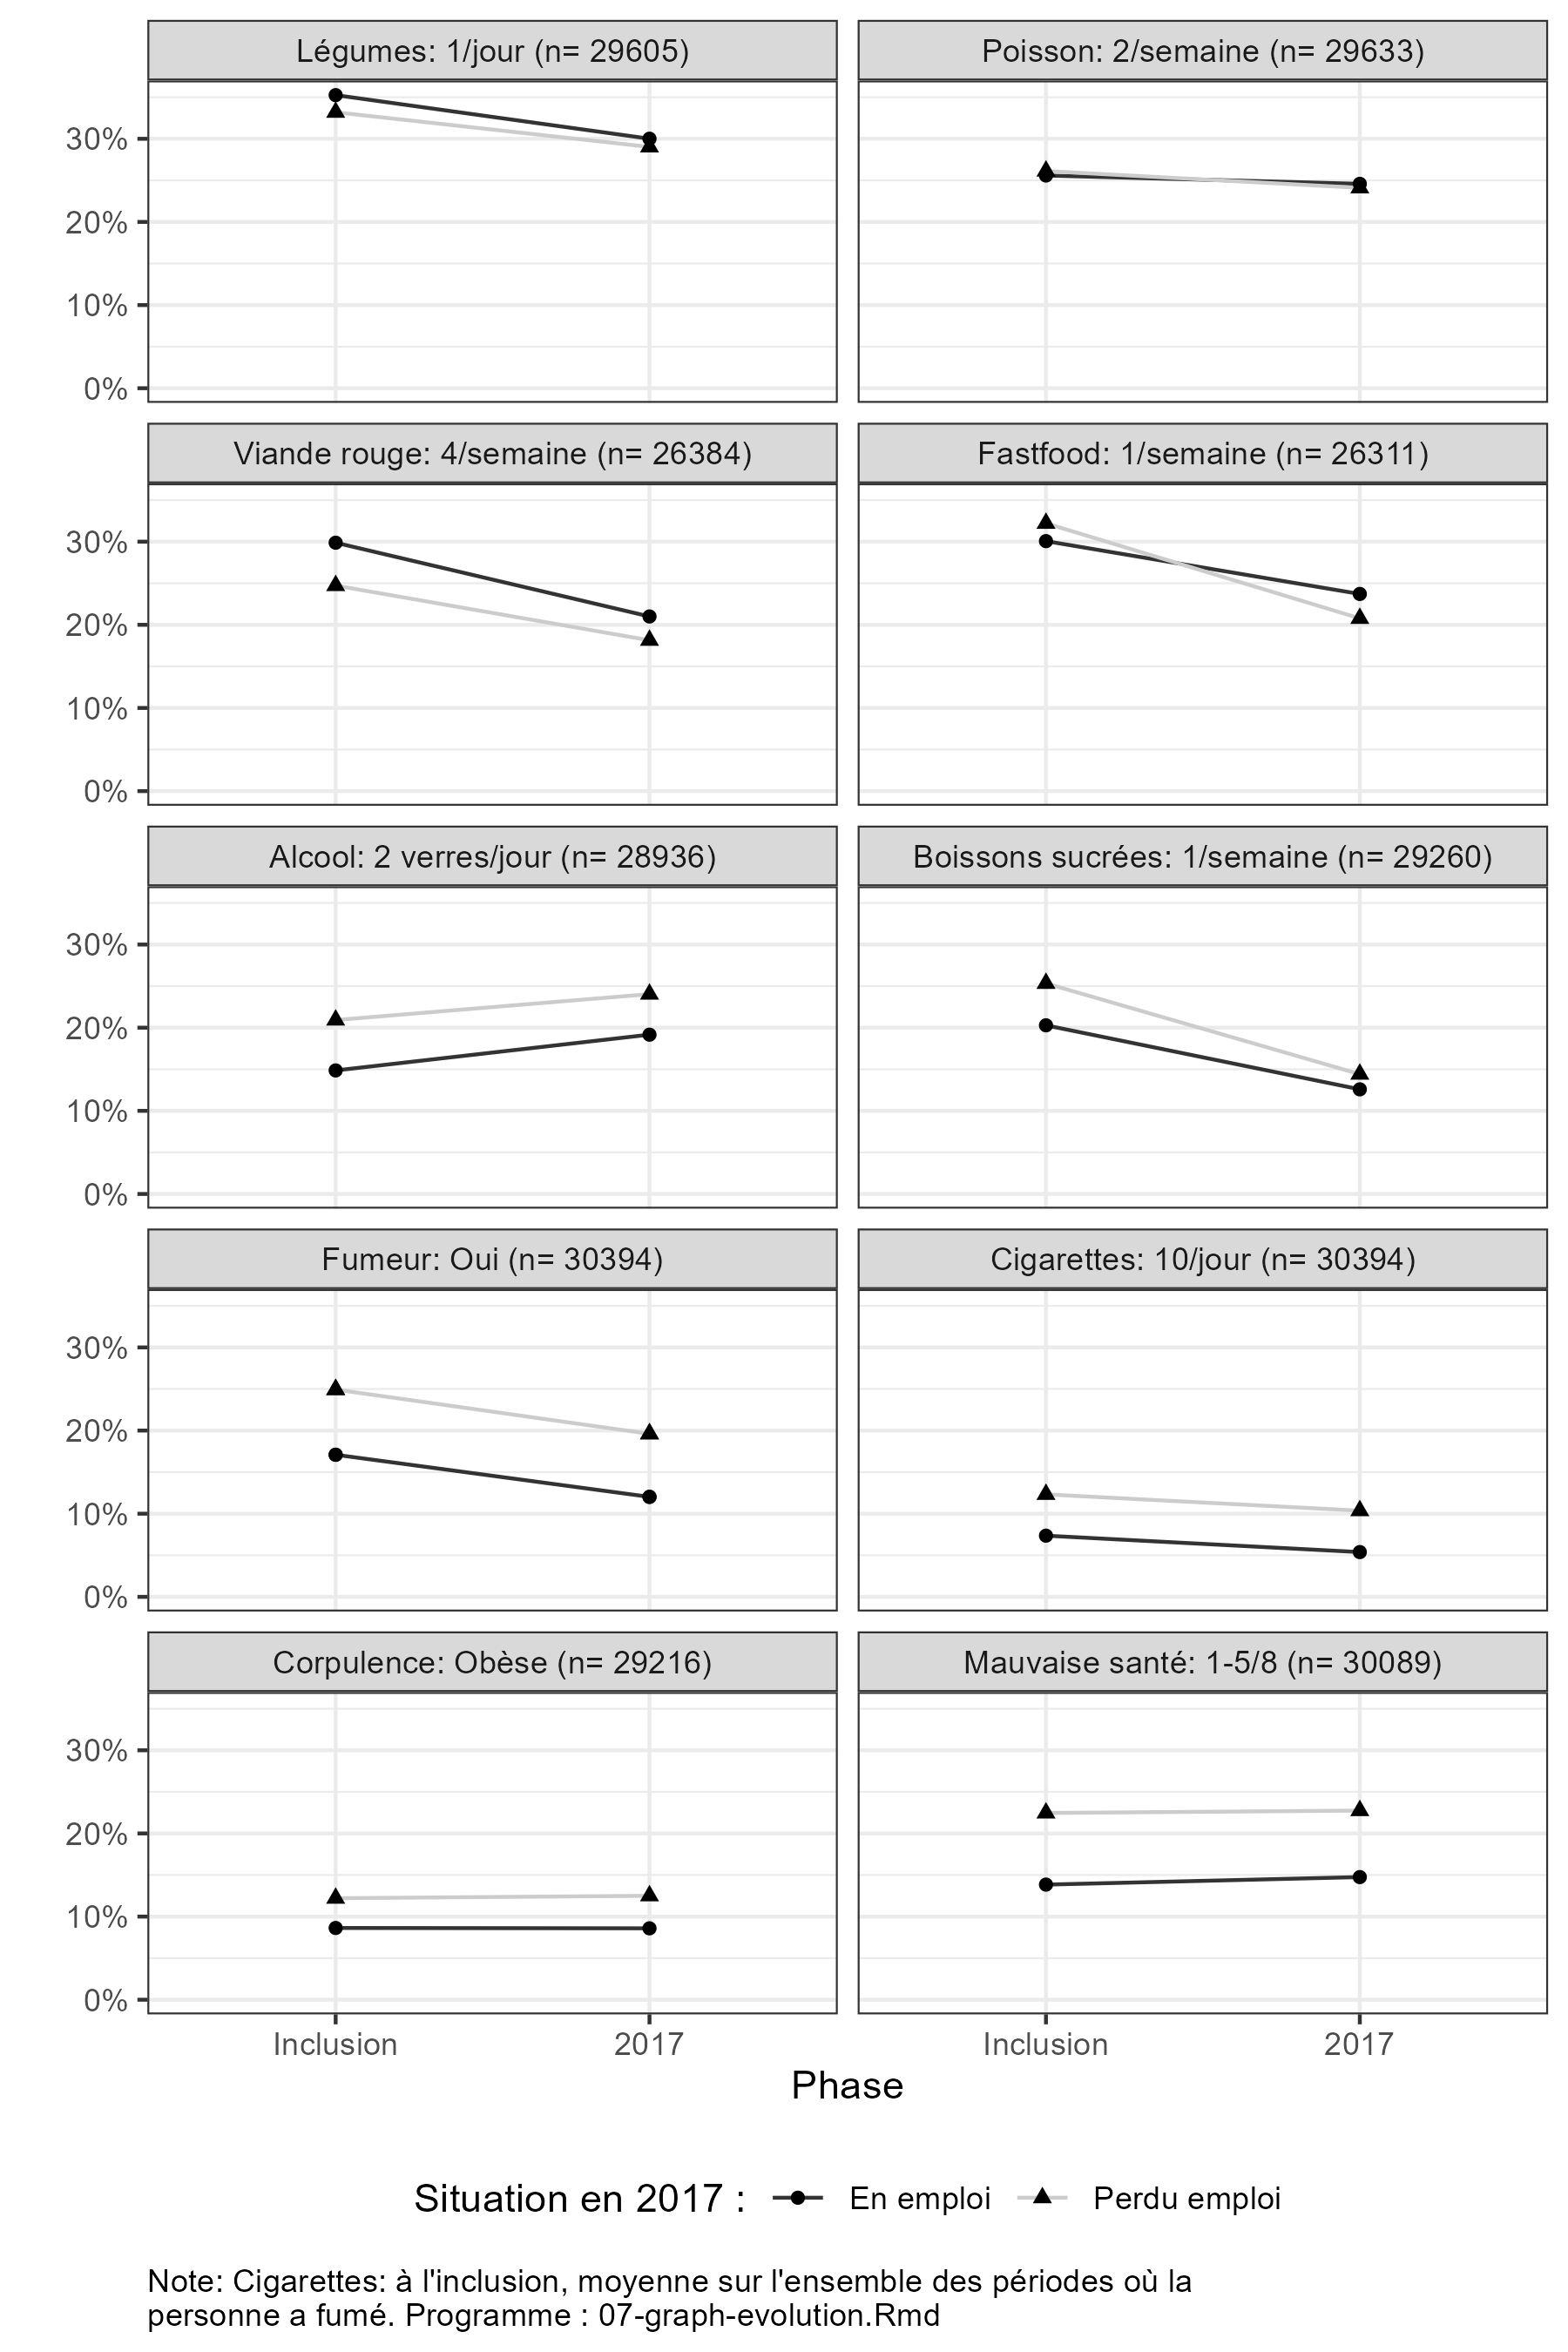 Légumes: 1/jour (n= 29605)
Poisson: 2/semaine (n= 29633)
30%
20%
10%
0%
Viande rouge: 4/semaine (n= 26384)
Fastfood: 1/semaine (n= 26311)
30%
20%
10%
0%
Alcool: 2 verres/jour (n= 28936)
Boissons sucrées: 1/semaine (n= 29260)
30%
20%
10%
0%
Fumeur: Oui (n= 30394)
Cigarettes: 10/jour (n= 30394)
30%
20%
10%
0%
Corpulence: Obèse (n= 29216)
Mauvaise santé: 1-5/8 (n= 30089)
30%
20%
10%
0%
Inclusion 2017 Inclusion 2017
Phase
Situation en 2017 : En emploi Perdu emploi
Note: Cigarettes: à l'inclusion, moyenne sur l'ensemble des périodes où la
personne a fumé. Programme : 07-graph-evolution.Rmd